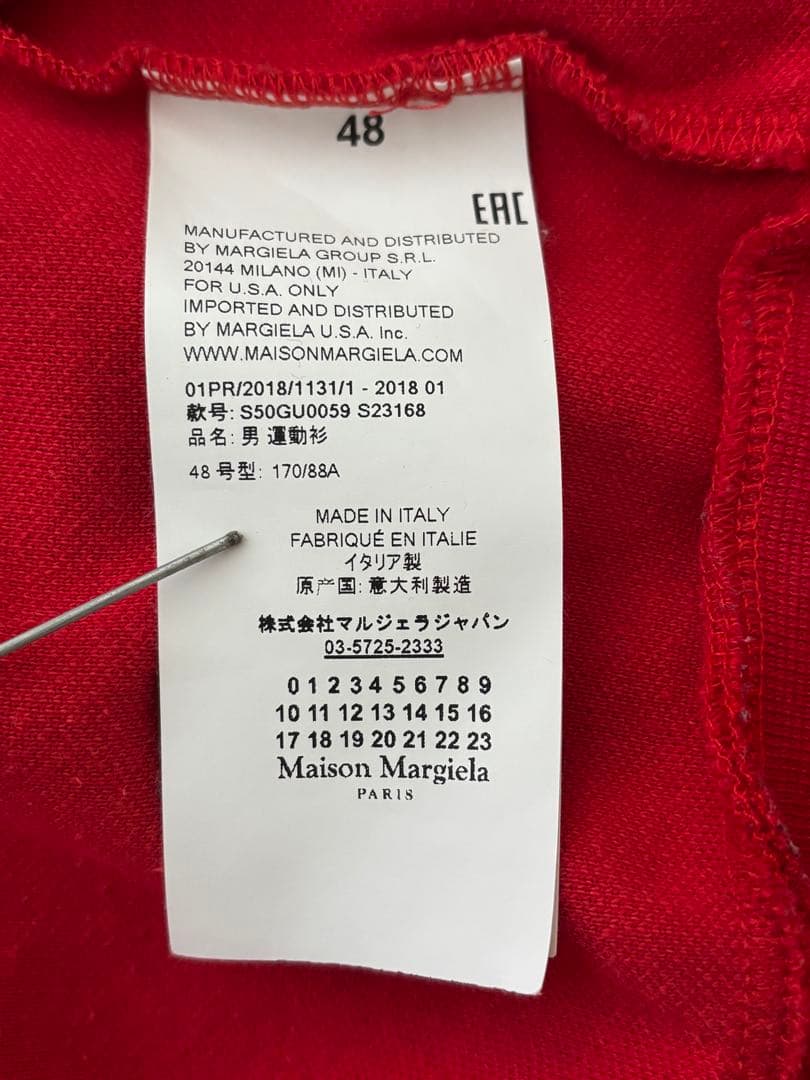 48
EAC
MANUFACTURED AND DISTRIBUTED
BY MARGIELA GROUP S.R.L.
20144 MILANO (MI) - ITALY
FOR U.S.A. ONLY
IMPORTED AND DISTRIBUTED
BY MARGIELA U.S.A. Inc.
WWW.MAISONMARGIELA.COM
01PR/2018/1131/1 - 2018 01
款号: S50GU0059 S23168
品名: 男 運動衫
48 号型: 170/88A
MADE IN ITALY
FABRIQUÉ EN ITALIE
イタリア製
原产国: 意大利製造
株式会社マルジェラジャパン
03-5725-2333
0 1 2 3 4 5 6 7 8 9
10 11 12 13 14 15 16
17 18 19 20 21 22 23
Maison Margiela
PARIS